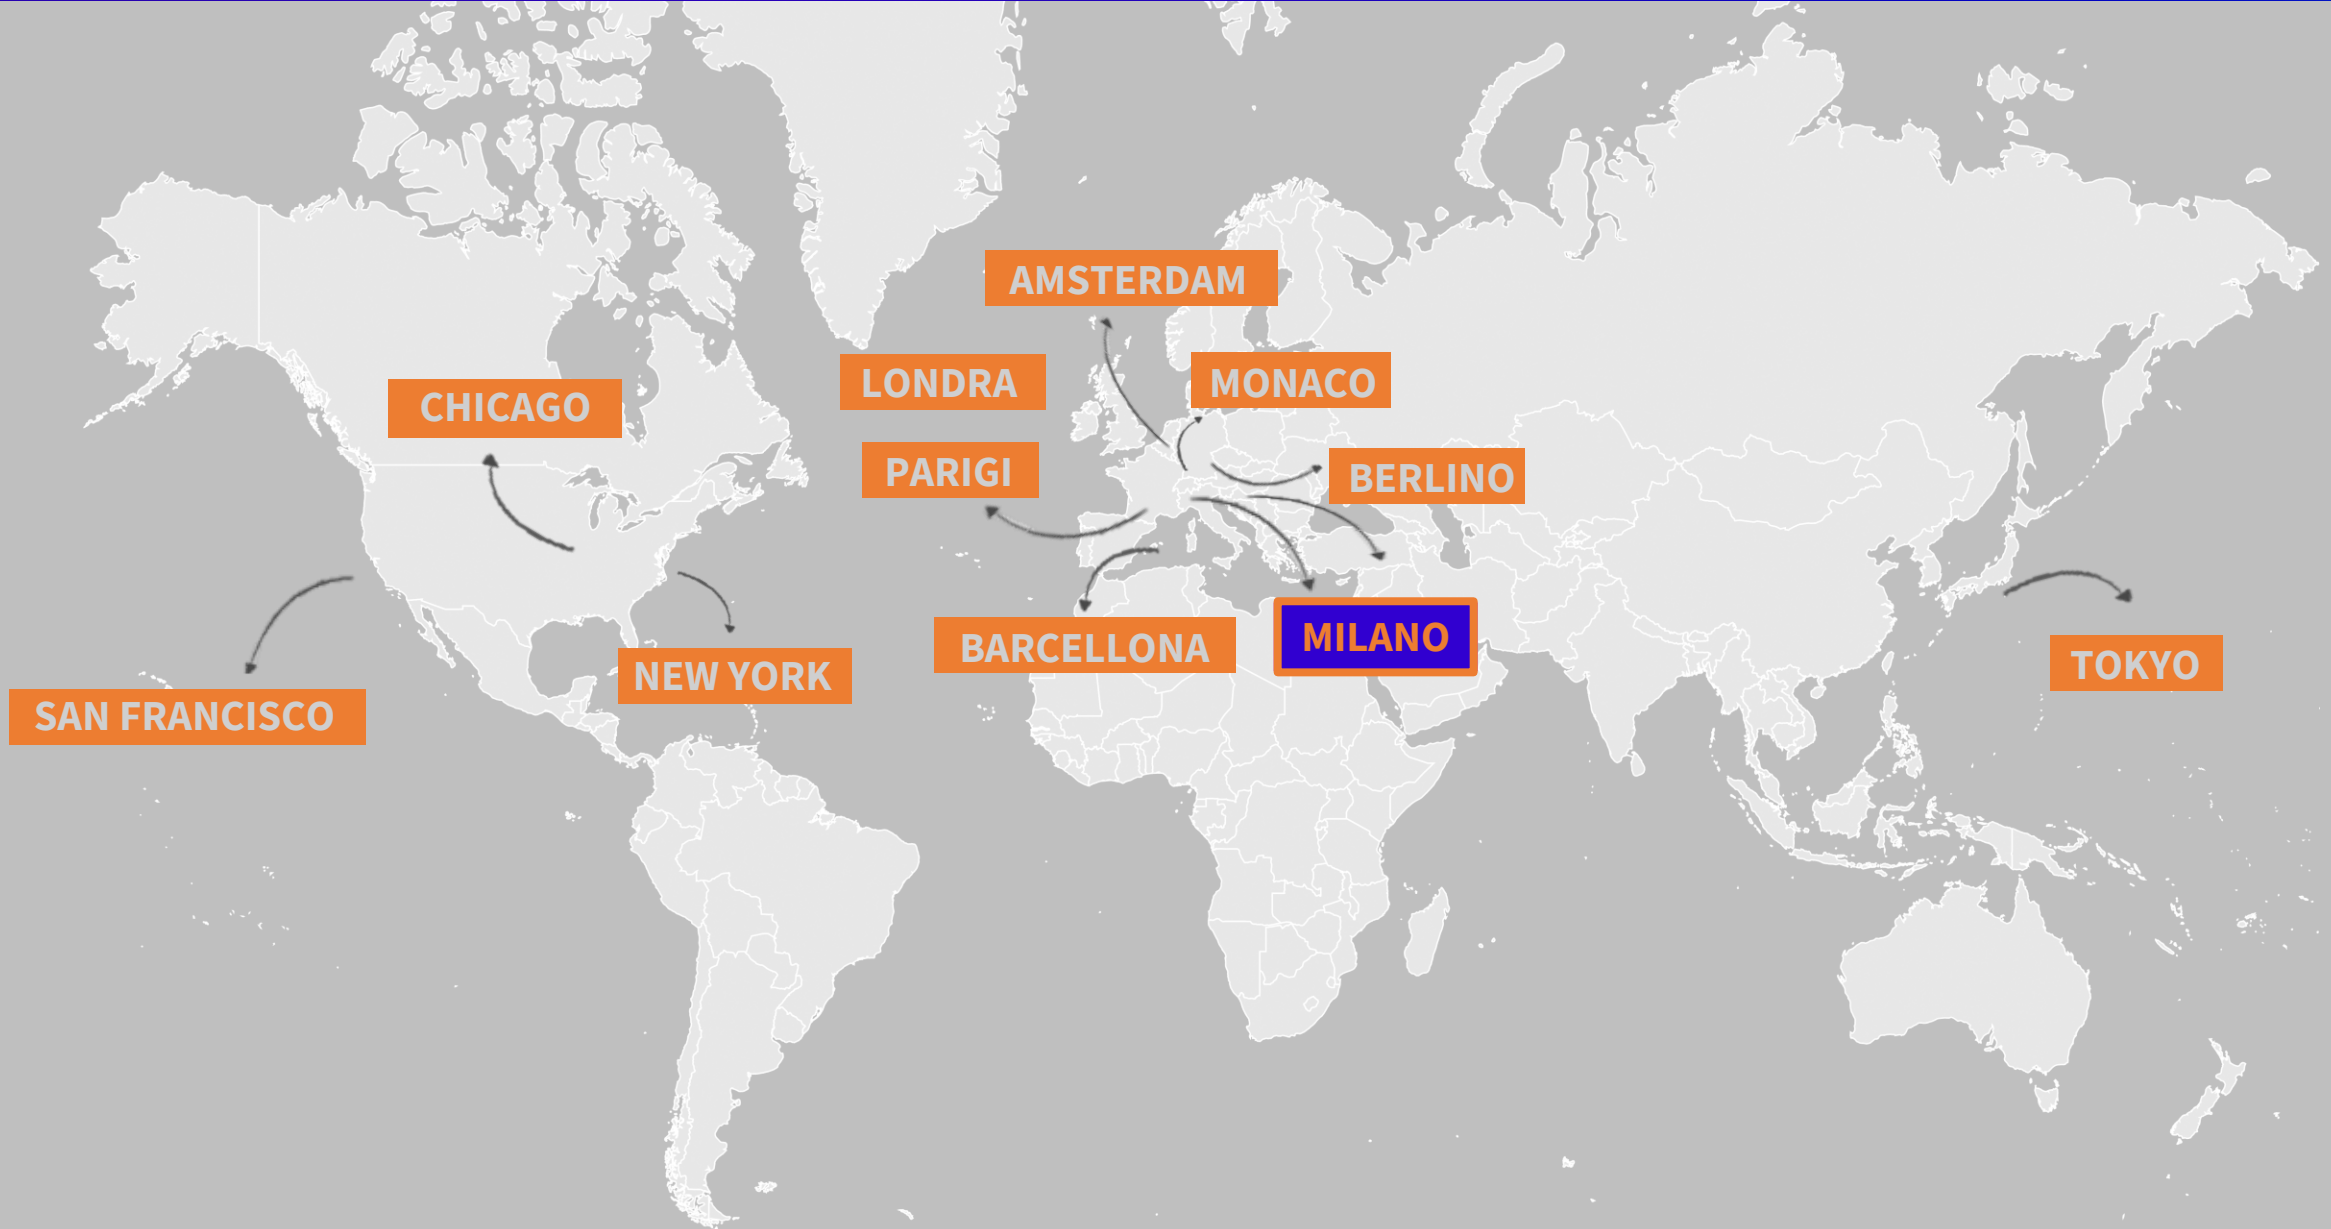 AMSTERDAM
LONDRA
MONACO
CHICAGO
PARIGI
BERLINO
BARCELLONA
MILANO
NEW YORK
TOKYO
SAN FRANCISCO